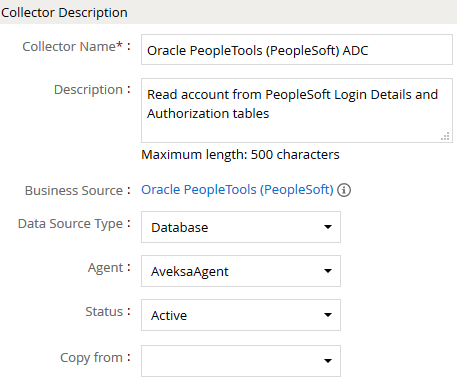 Collector Description
Collector Name* : Oracle PeopleTools (PeopleSoft) ADC
Description : Read account from PeopleSoft Login Details and
Authorization tables
Maximum length: 500 characters
Business Source : Oracle PeopleTools (PeopleSoft)
Data Source Type : Database
Agent : AveksaAgent
Status : Active
Copy from :